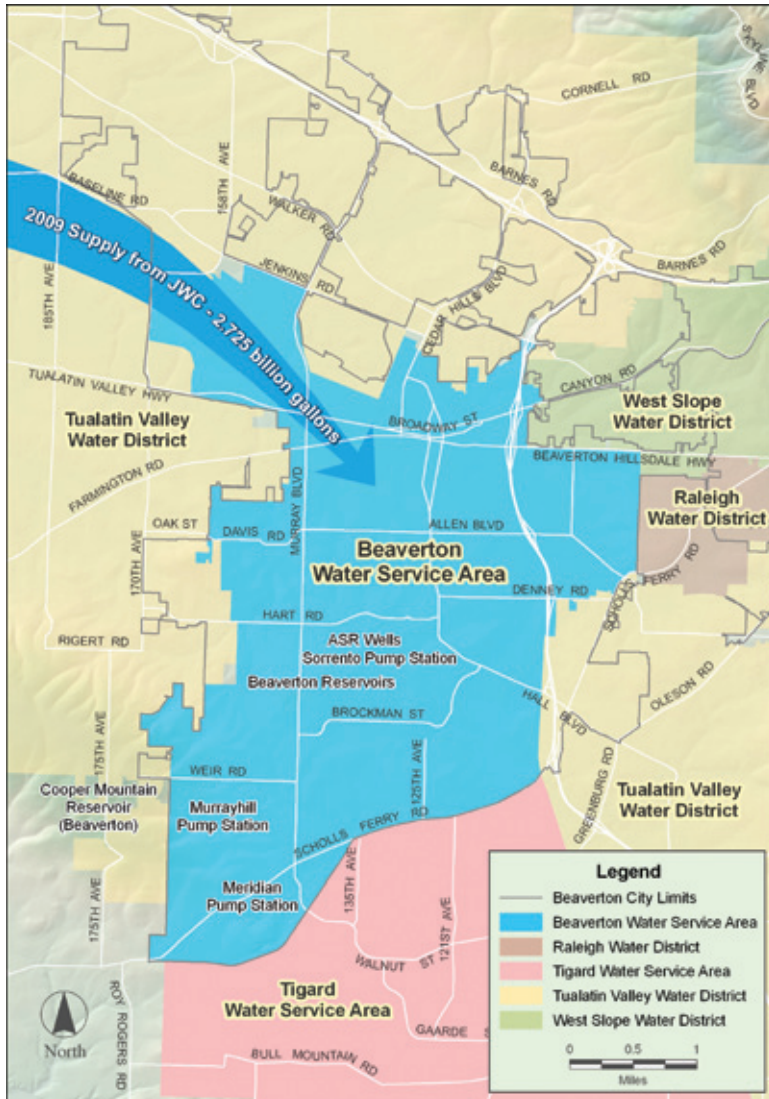 SKYLINE
BLVD
CORNELL RD
BARNES RD
158TH AVE
BASELINE RD
WALKER RD
BARNES RD
2009 Supply from JWC - 2,725 billion gallons
JENKINS RD
185TH AVE
CEDAR HILLS BLVD
TUALATIN VALLEY HWY
CANYON RD
West Slope
Water District
Tualatin Valley
Water District
BROADWAY ST
BEAVERTON HILLSDALE HWY
FARMINGTON RD
MURRAY BLVD
Raleigh
Water District
OAK ST
DAVIS RD
ALLEN BLVD
Beaverton
Water Service Area
170TH AVE
DENNEY RD
SCHOLLS FERRY RD
HART RD
RIGERT RD
ASR Wells
Sorrento Pump Station
Beaverton Reservoirs
OLESON RD
HALL BLVD
BROCKMAN ST
175TH AVE
WEIR RD
125TH AVE
GREENBURG RD
Cooper Mountain
Reservoir
(Beaverton)
Murrayhill
Pump Station
Tualatin Valley
Water District
SCHOLLS FERRY RD
Meridian
Pump Station
135TH AVE
121ST AVE
175TH AVE
WALNUT ST
Tigard
Water Service Area
ROY ROGERS RD
GAARDE S
BULL MOUNTAIN RD
North
Legend
Beaverton City Limits
Beaverton Water Service Area
Raleigh Water District
Tigard Water Service Area
Tualatin Valley Water District
West Slope Water District
0 0.5 1
Miles